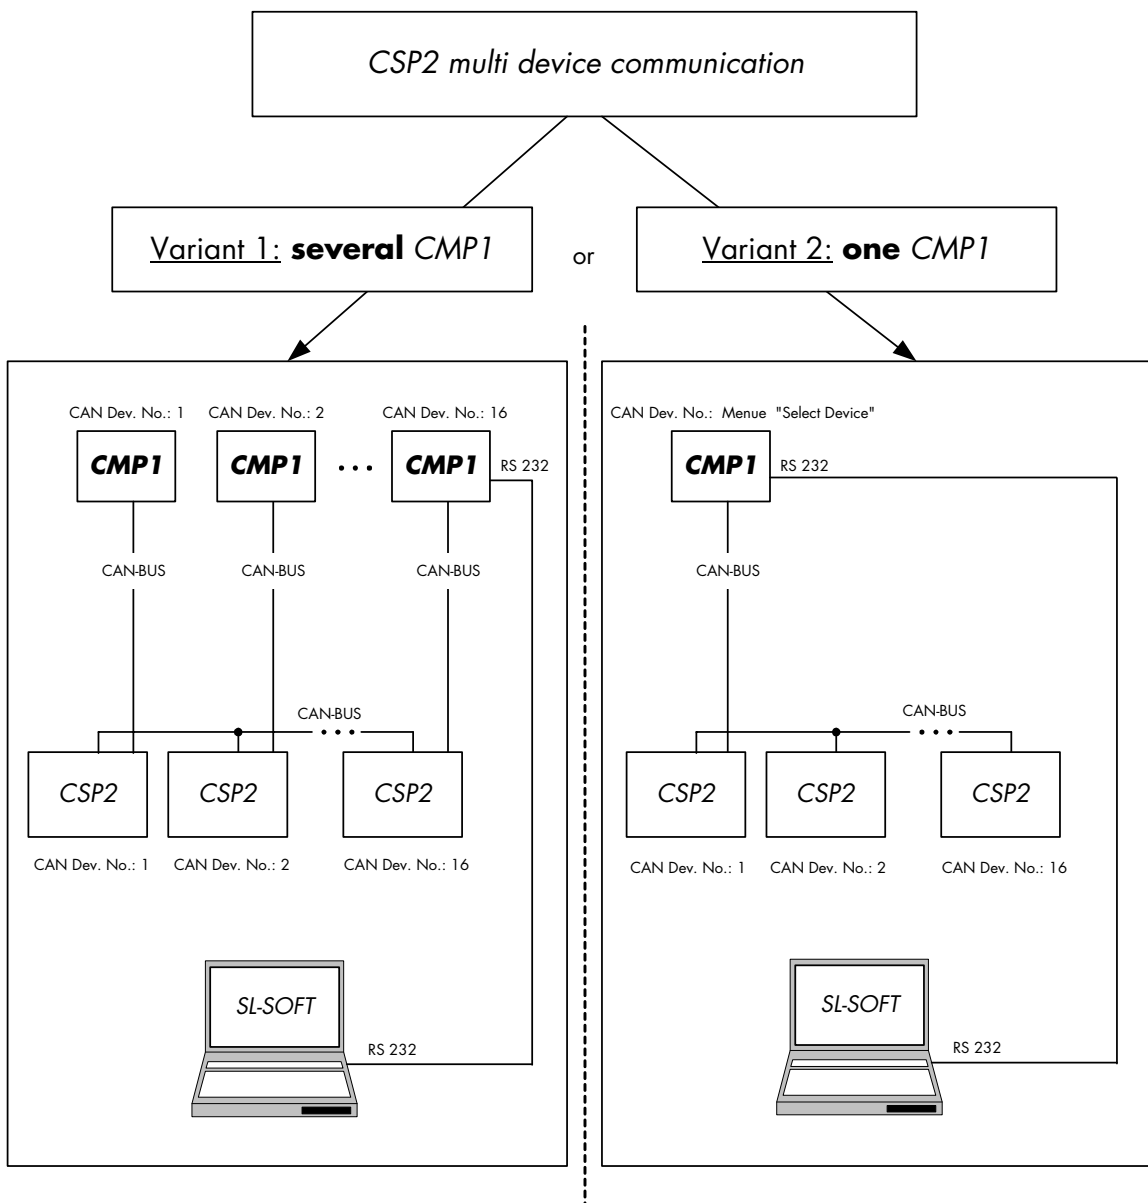 CSP2 multi device communication
Variant 1: several CMP1
or
Variant 2: one CMP1
CAN Dev. No.: 1
CAN Dev. No.: 2
CAN Dev. No.: 16
CMP1
CMP1
...
CMP1
RS 232
CAN-BUS
CAN-BUS
CAN-BUS
CAN-BUS
...
CSP2
CSP2
CSP2
CAN Dev. No.: 1
CAN Dev. No.: 2
CAN Dev. No.: 16
SL-SOFT
RS 232
CAN Dev. No.: Menue "Select Device"
CMP1
RS 232
CAN-BUS
CAN-BUS
...
CSP2
CSP2
CSP2
CAN Dev. No.: 1
CAN Dev. No.: 2
CAN Dev. No.: 16
SL-SOFT
RS 232